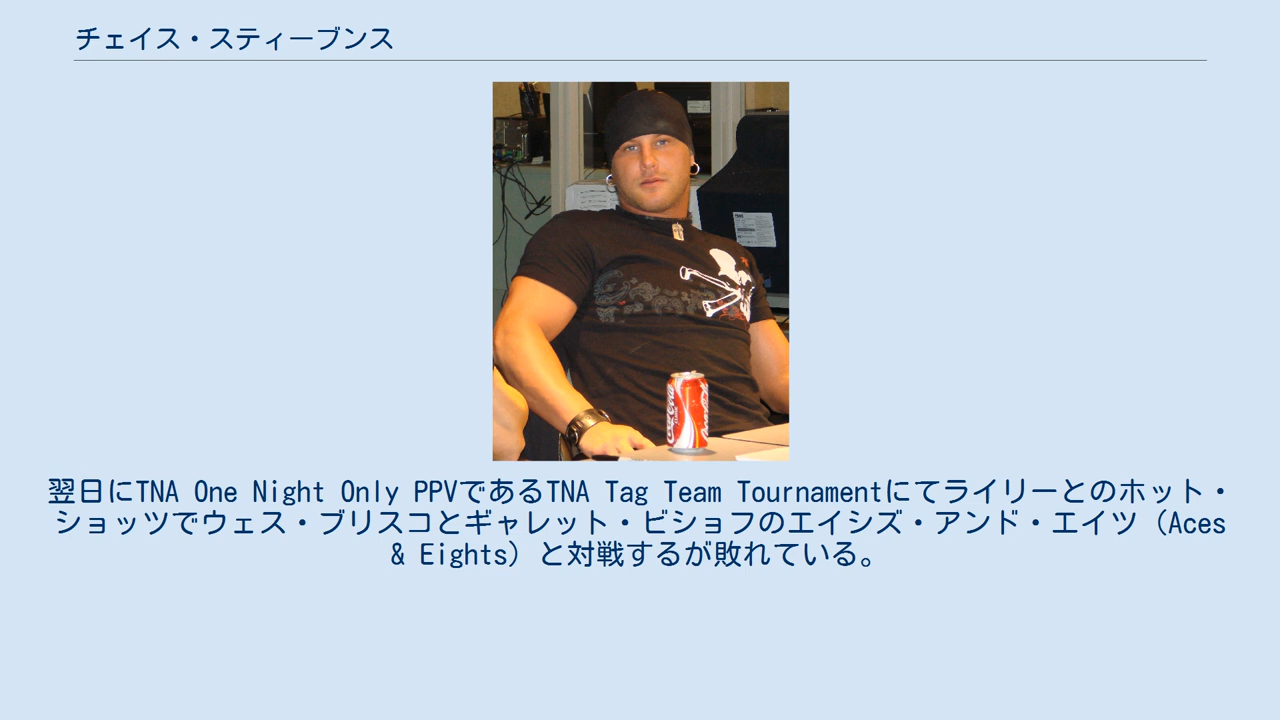 チェイス・スティーブンス
Coca-Cola
翌日にTNA One Night Only PPVであるTNA Tag Team Tournamentにてライリーとのホット・
ショッツでウェス・ブリスコとギャレット・ビショフのエイシズ・アンド・エイツ（Aces
& Eights）と対戦するが敗れている。